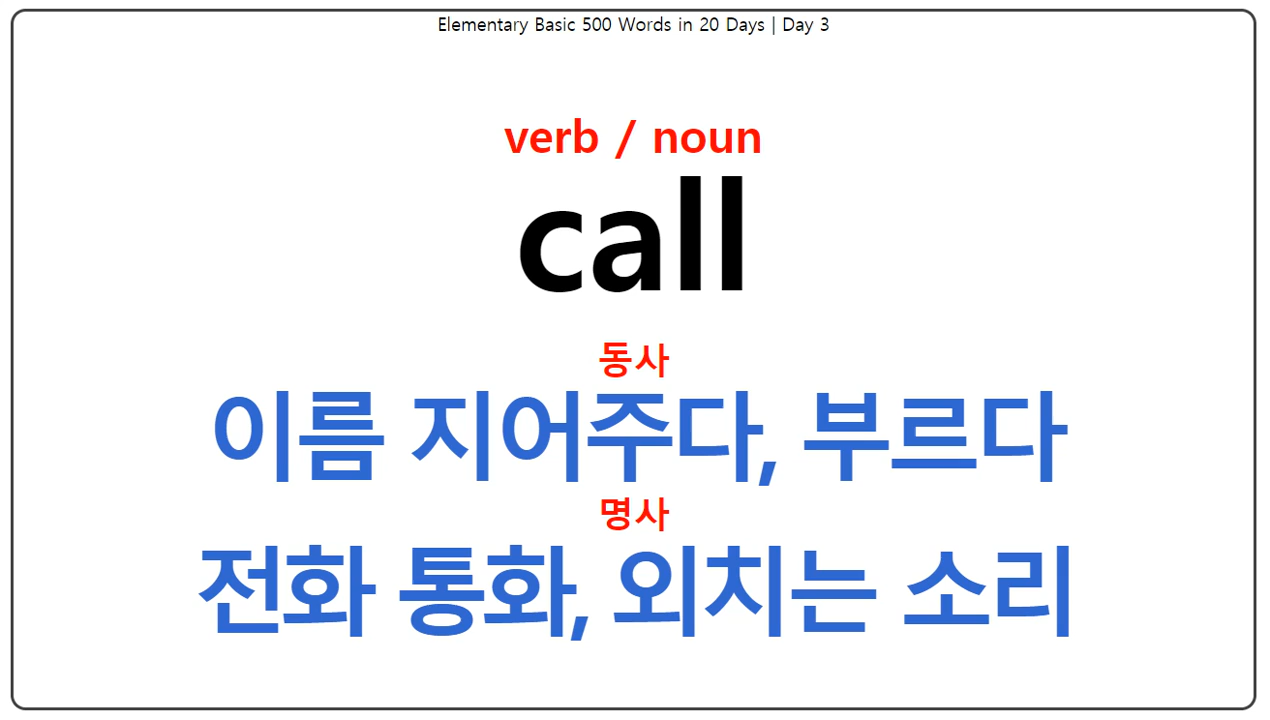 Elementary Basic 500 Words in 20 Days | Day 3
verb / noun
call
동사
이름 지어주다, 부르다
명사
전화 통화, 외치는 소리